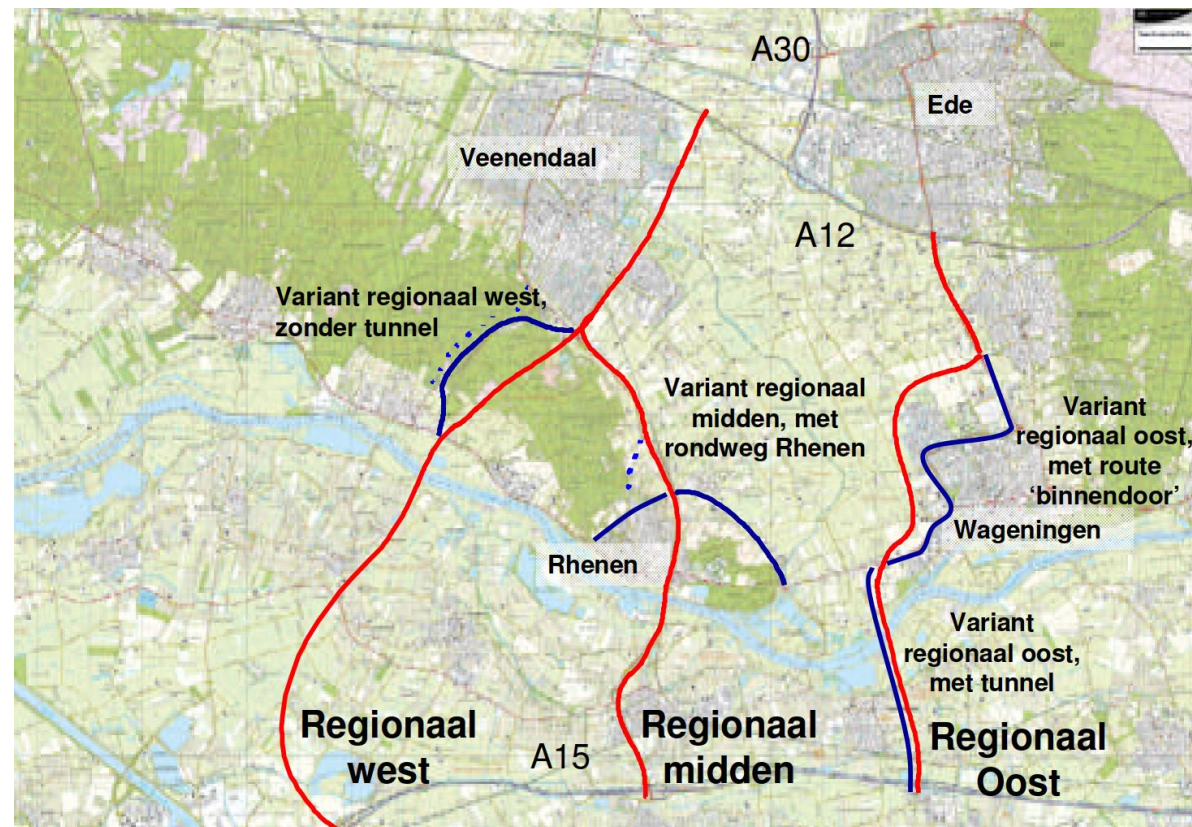 A30
Ede
Veenendaal
A12
Variant regionaal west,
zonder tunnel
Variant regionaal
midden, met
rondweg Rhenen
Variant
regionaal oost,
met route
‘binnendoor’
Wageningen
Rhenen
Variant
regionaal oost,
met tunnel
Regionaal
west
A15
Regionaal
midden
Regionaal
Oost